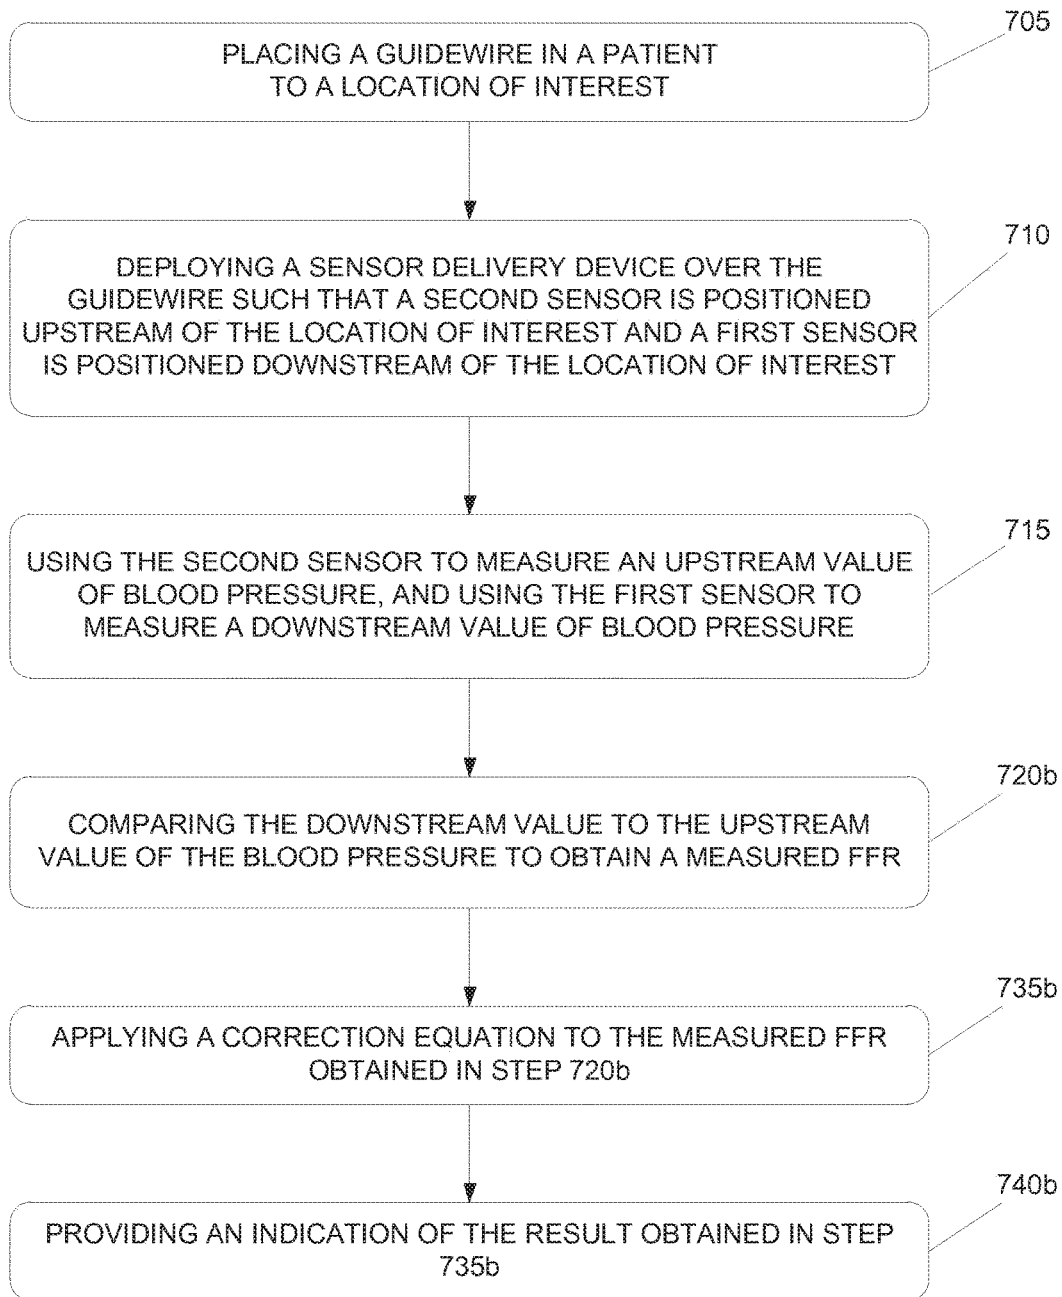 705
PLACING A GUIDEWIRE IN A PATIENT
TO A LOCATION OF INTEREST
710
DEPLOYING A SENSOR DELIVERY DEVICE OVER THE
GUIDEWIRE SUCH THAT A SECOND SENSOR IS POSITIONED
UPSTREAM OF THE LOCATION OF INTEREST AND A FIRST SENSOR
IS POSITIONED DOWNSTREAM OF THE LOCATION OF INTEREST
715
USING THE SECOND SENSOR TO MEASURE AN UPSTREAM VALUE
OF BLOOD PRESSURE, AND USING THE FIRST SENSOR TO
MEASURE A DOWNSTREAM VALUE OF BLOOD PRESSURE
720b
COMPARING THE DOWNSTREAM VALUE TO THE UPSTREAM
VALUE OF THE BLOOD PRESSURE TO OBTAIN A MEASURED FFR
735b
APPLYING A CORRECTION EQUATION TO THE MEASURED FFR
OBTAINED IN STEP 720b
740b
PROVIDING AN INDICATION OF THE RESULT OBTAINED IN STEP
735b